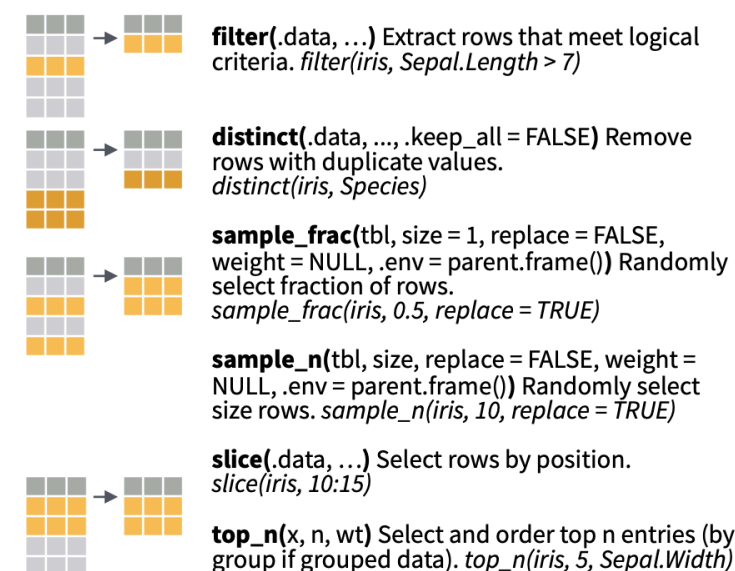 filter(.data, …) Extract rows that meet logical
criteria. filter(iris, Sepal.Length > 7)
distinct(.data, ..., .keep_all = FALSE) Remove
rows with duplicate values.
distinct(iris, Species)
sample_frac(tbl, size = 1, replace = FALSE,
weight = NULL, .env = parent.frame()) Randomly
select fraction of rows.
sample_frac(iris, 0.5, replace = TRUE)
sample_n(tbl, size, replace = FALSE, weight =
NULL, .env = parent.frame()) Randomly select
size rows. sample_n(iris, 10, replace = TRUE)
slice(.data, …) Select rows by position.
slice(iris, 10:15)
top_n(x, n, wt) Select and order top n entries (by
group if grouped data). top_n(iris, 5, Sepal.Width)